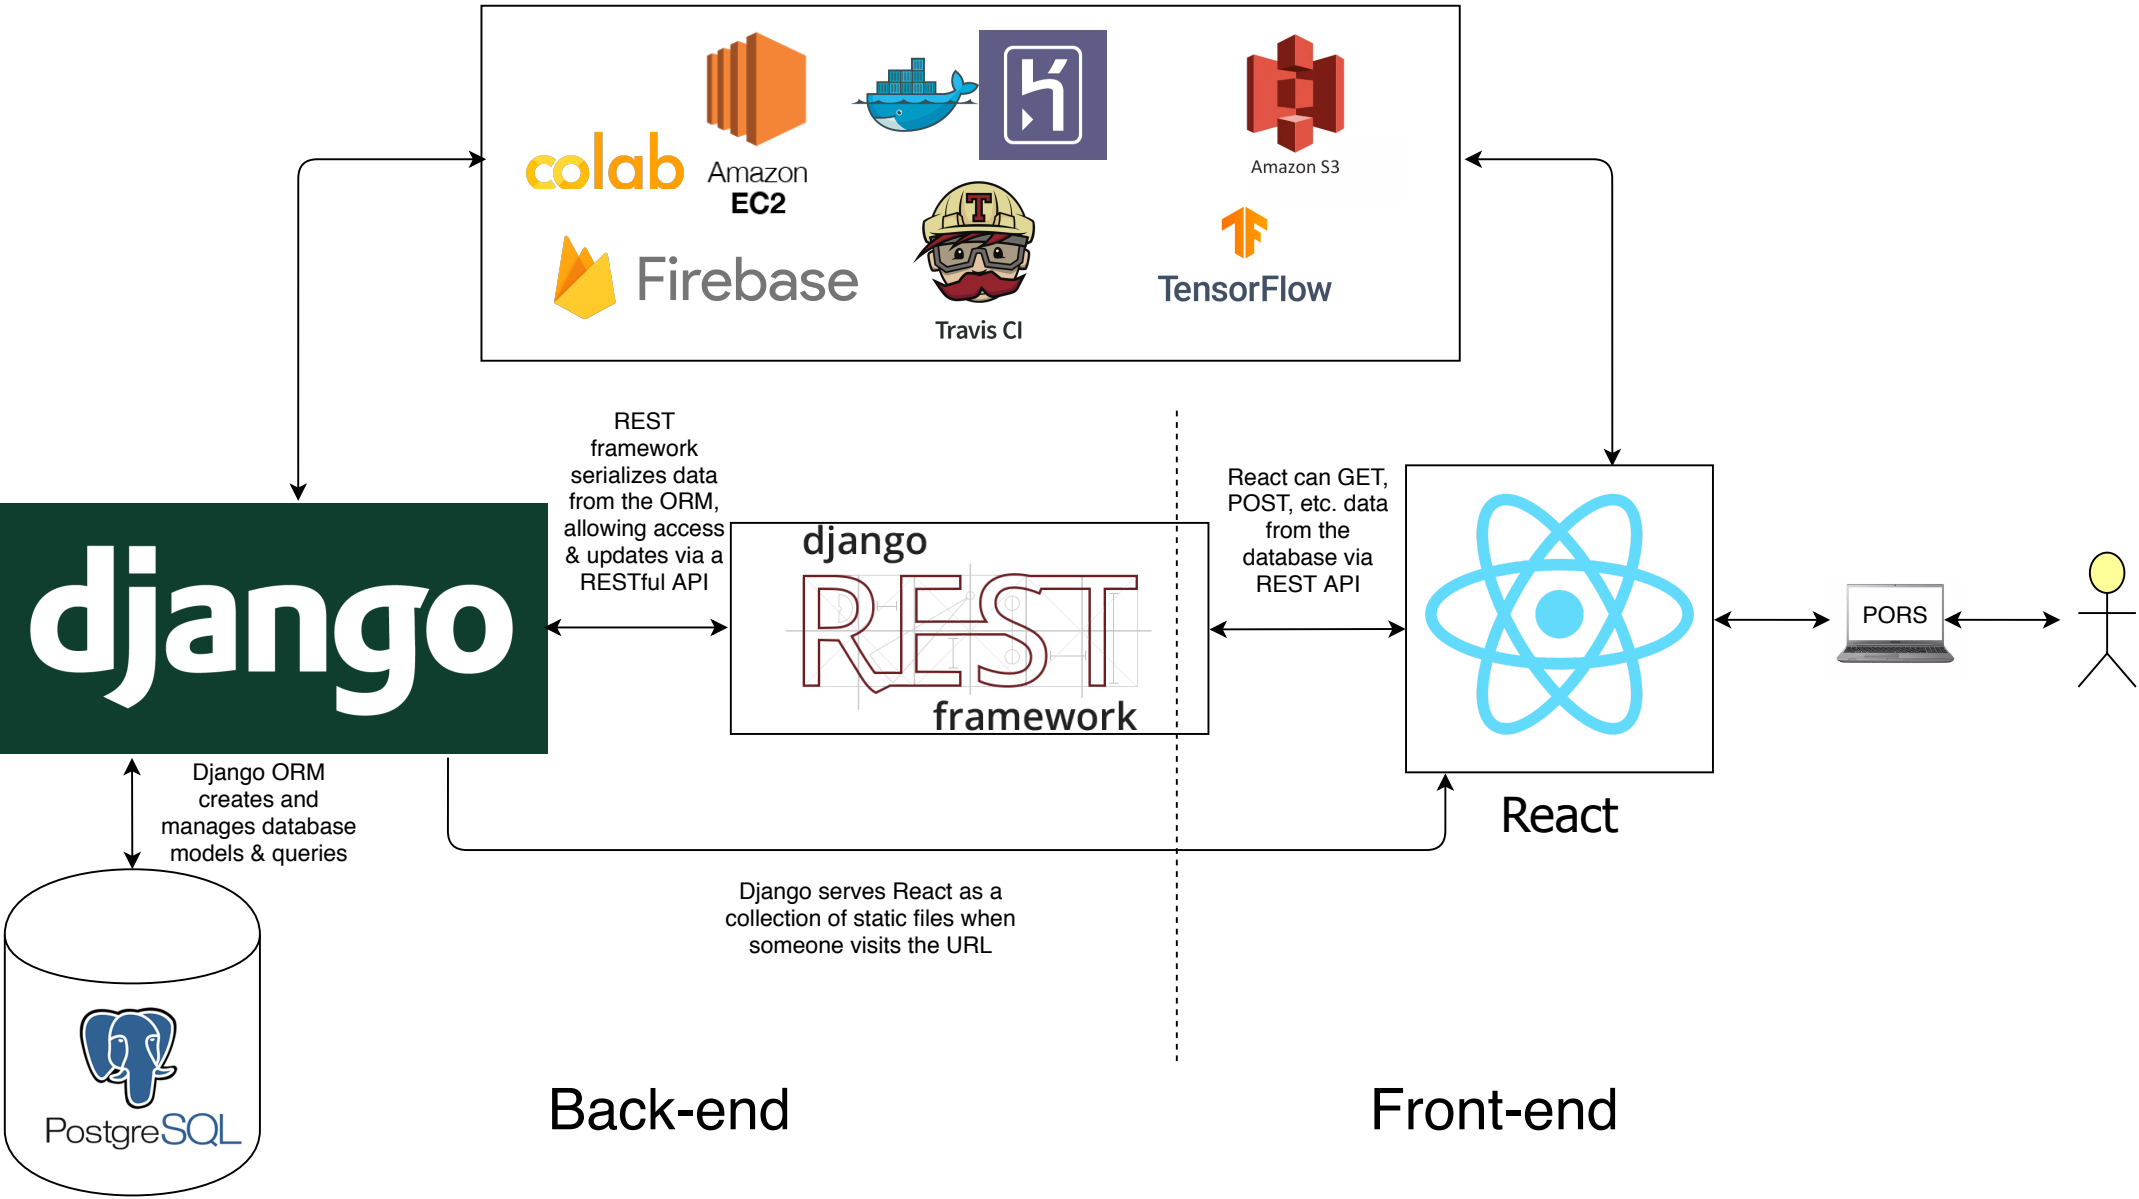 colab
Amazon
EC2
Amazon S3
Firebase
T
Travis CI
TensorFlow
REST
framework
serializes data
from the ORM,
allowing access
& updates via a
RESTful API
React can GET,
POST, etc. data
from the
database via
REST API
django
django
REST
framework
PORS
React
Django ORM
creates and
manages database
models & queries
Django serves React as a
collection of static files when
someone visits the URL
PostgreSQL
Back-end
Front-end